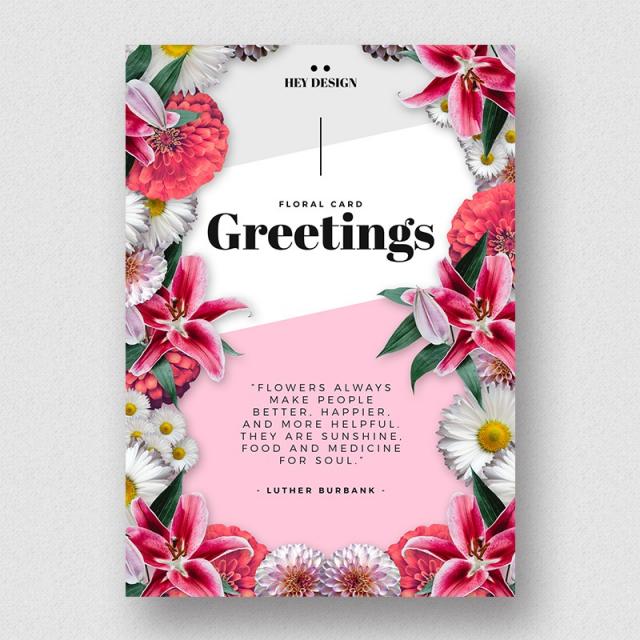 HEY DESIGN
FLORAL CARD
Greetings
"FLOWERS ALWAYS
MAKE PEOPLE
BETTER, HAPPIER,
AND MORE HELPFUL.
THEY ARE SUNSHINE,
FOOD AND MEDICINE
FOR SOUL."
- LUTHER BURBANK -